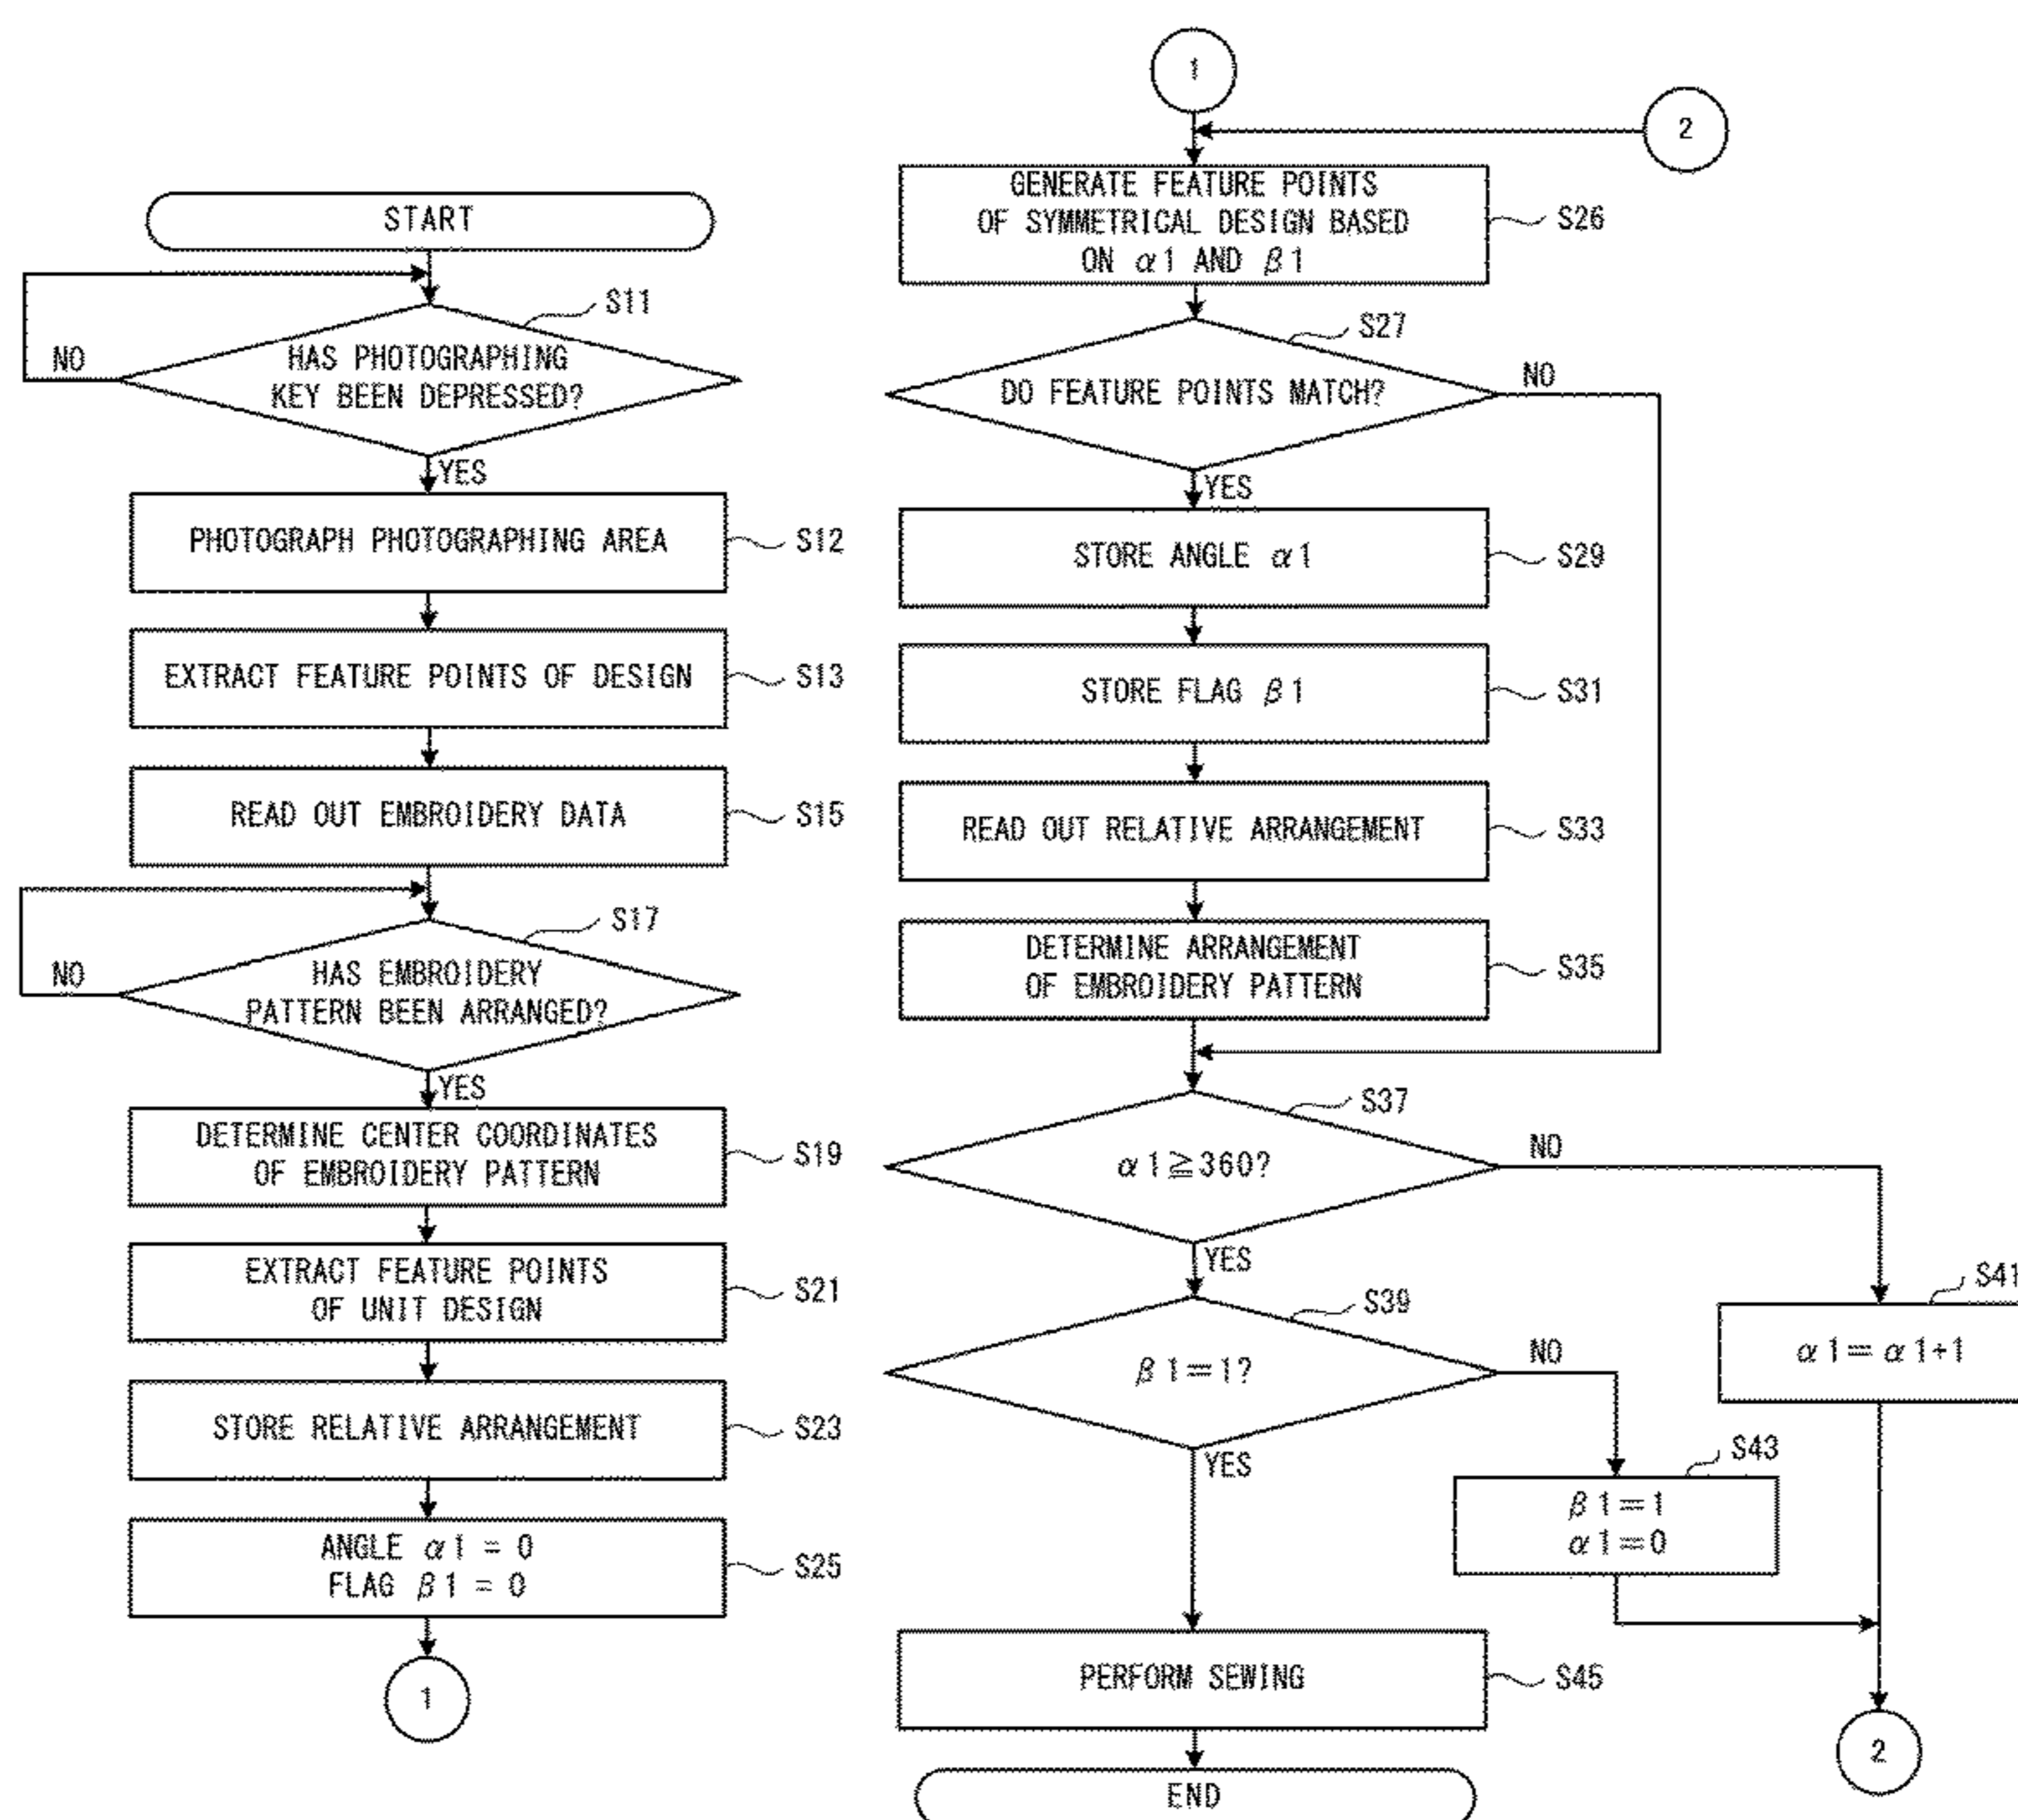 START
S11
HAS PHOTOGRAPHING
KEY BEEN DEPRESSED?
NO
YES
PHOTOGRAPH PHOTOGRAPHING AREA
S12
EXTRACT FEATURE POINTS OF DESIGN
S13
READ OUT EMBROIDERY DATA
S15
S17
HAS EMBROIDERY
PATTERN BEEN ARRANGED?
NO
YES
DETERMINE CENTER COORDINATES
OF EMBROIDERY PATTERN
S19
EXTRACT FEATURE POINTS
OF UNIT DESIGN
S21
STORE RELATIVE ARRANGEMENT
S23
ANGLE α1 = 0
FLAG β1 = 0
S25
1
1
2
GENERATE FEATURE POINTS
OF SYMMETRICAL DESIGN BASED
ON α1 AND β1
S26
S27
DO FEATURE POINTS MATCH?
NO
YES
STORE ANGLE α1
S29
STORE FLAG β1
S31
READ OUT RELATIVE ARRANGEMENT
S33
DETERMINE ARRANGEMENT
OF EMBROIDERY PATTERN
S35
S37
α1≧360?
NO
YES
S41
α1=α1+1
S39
β1=1?
NO
YES
S43
β1=1
α1=0
PERFORM SEWING
S45
2
END